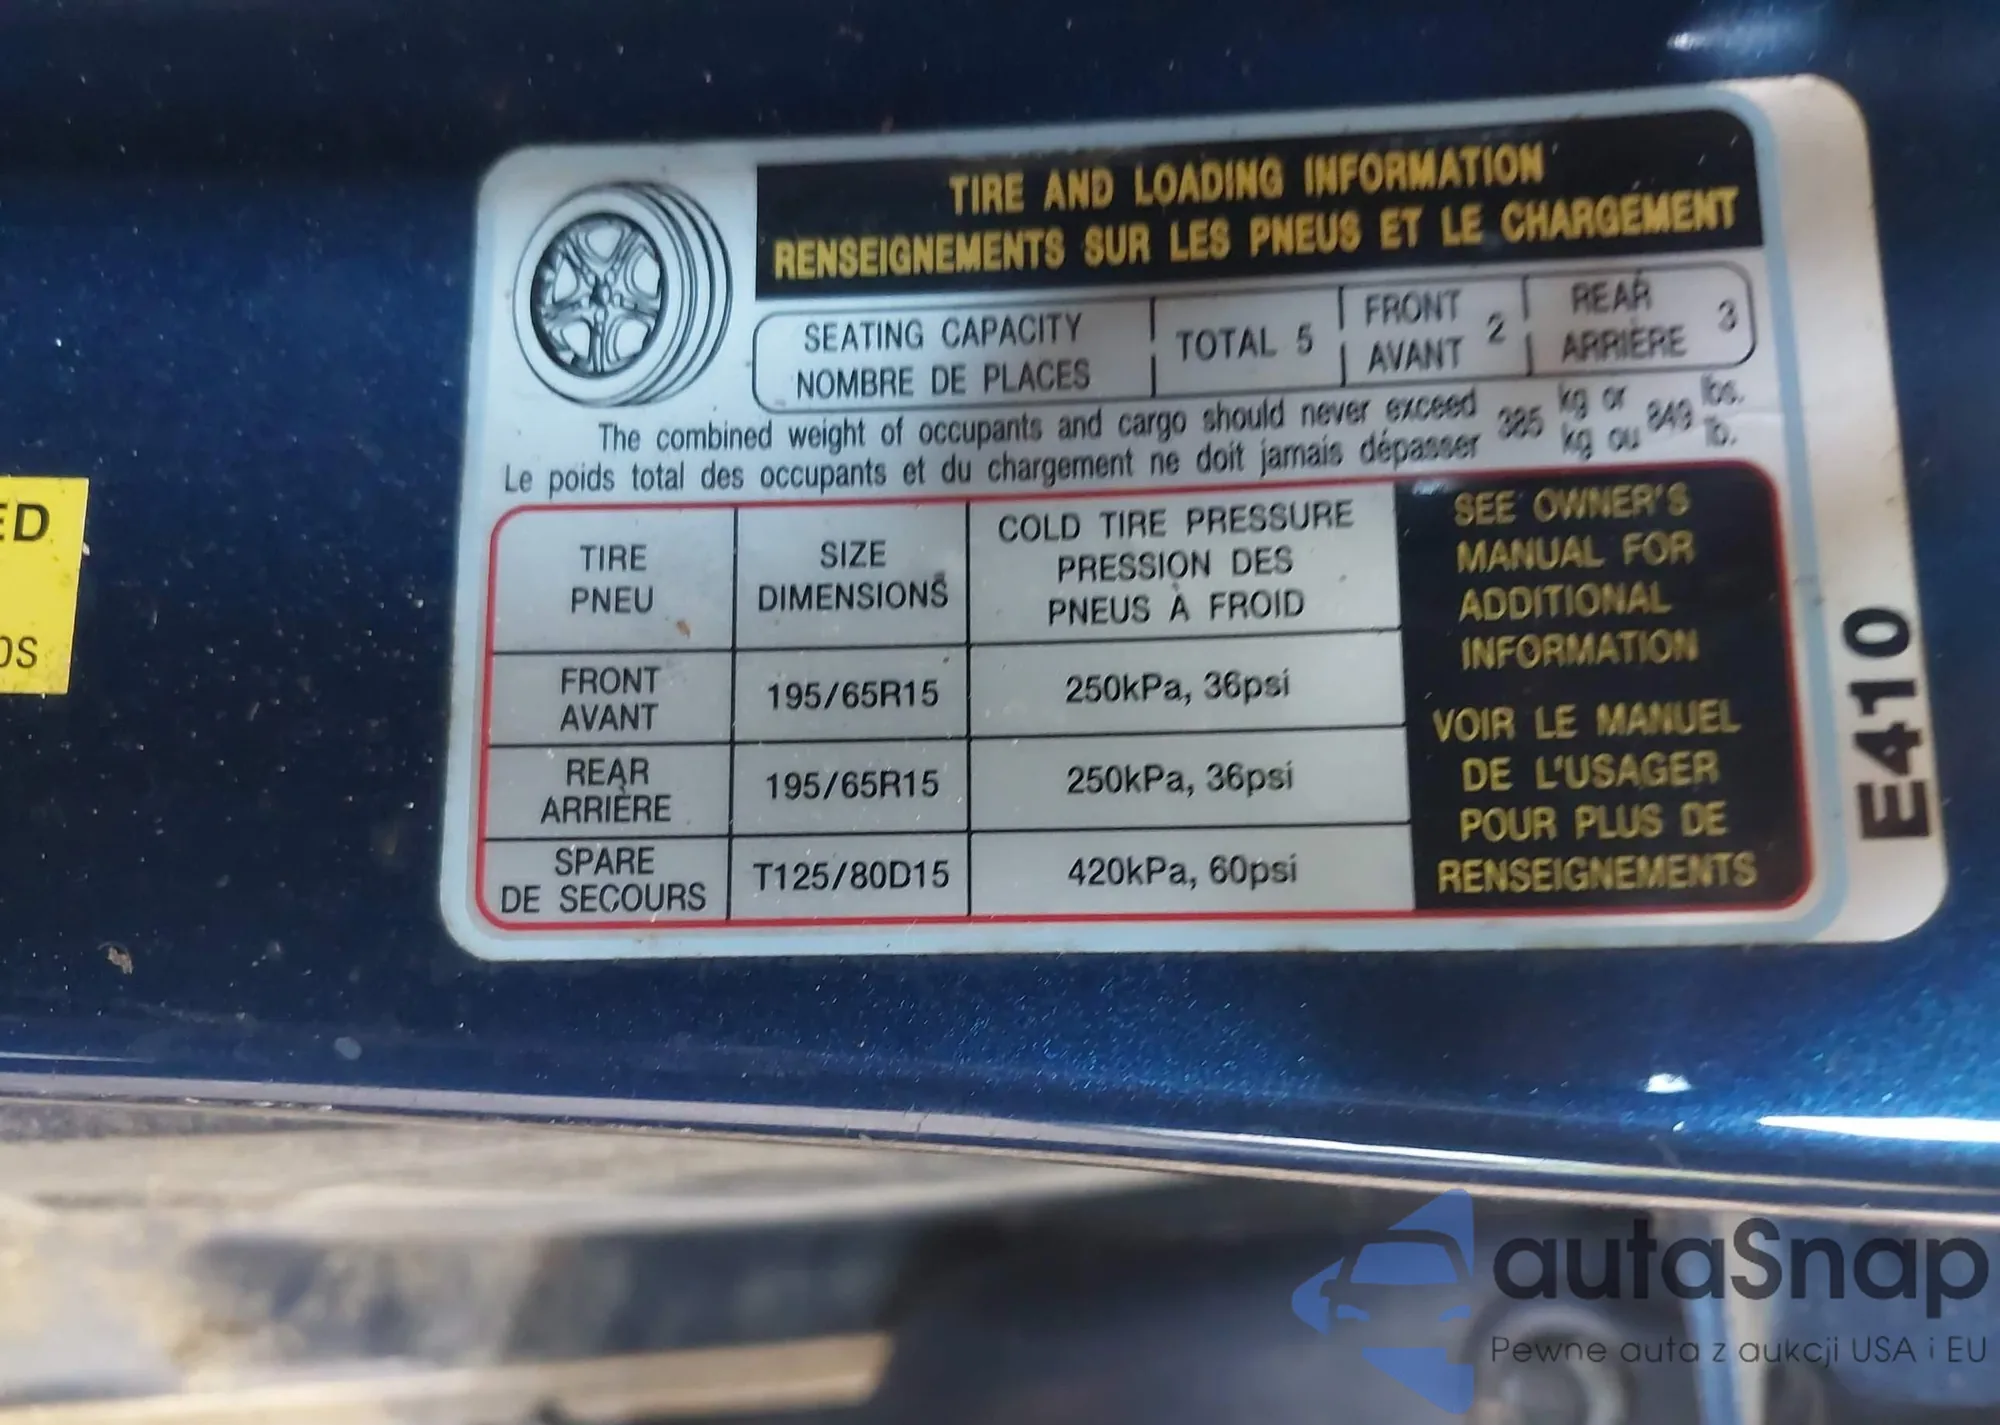 TIRE AND LOADING INFORMATION
RENSEIGNEMENTS SUR LES PNEUS ET LE CHARGEMENT
SEATING CAPACITY
NOMBRE DE PLACES
TOTAL 5
FRONT
AVANT
2
REAR
ARRIÈRE
3
The combined weight of occupants and cargo should never exceed 385 kg or 849 lbs.
Le poids total des occupants et du chargement ne doit jamais dépasser kg ou lb.
TIRE
PNEU
SIZE
DIMENSIONS
COLD TIRE PRESSURE
PRESSION DES
PNEUS À FROID
FRONT
AVANT
195/65R15
250kPa, 36psi
REAR
ARRIÈRE
195/65R15
250kPa, 36psi
SPARE
DE SECOURS
T125/80D15
420kPa, 60psi
SEE OWNER'S
MANUAL FOR
ADDITIONAL
INFORMATION
VOIR LE MANUEL
DE L'USAGER
POUR PLUS DE
RENSEIGNEMENTS
E410
ED
OS
autaSnap
Pewne auta z aukcji USA i EU